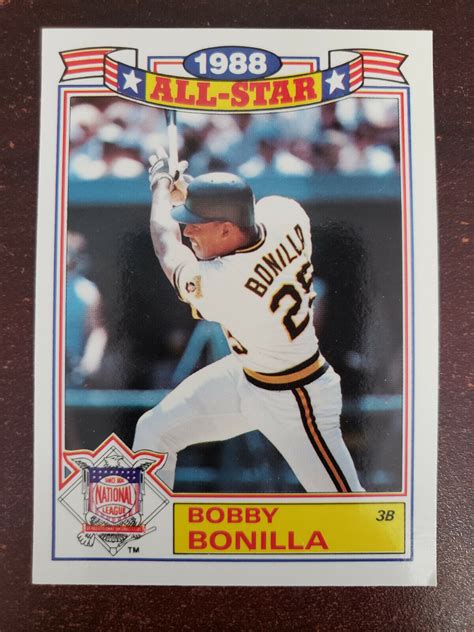 1988
ALL-STAR
BONILLA
25
NATIONAL
LEAGUE
TM
BOBBY
BONILLA
3B